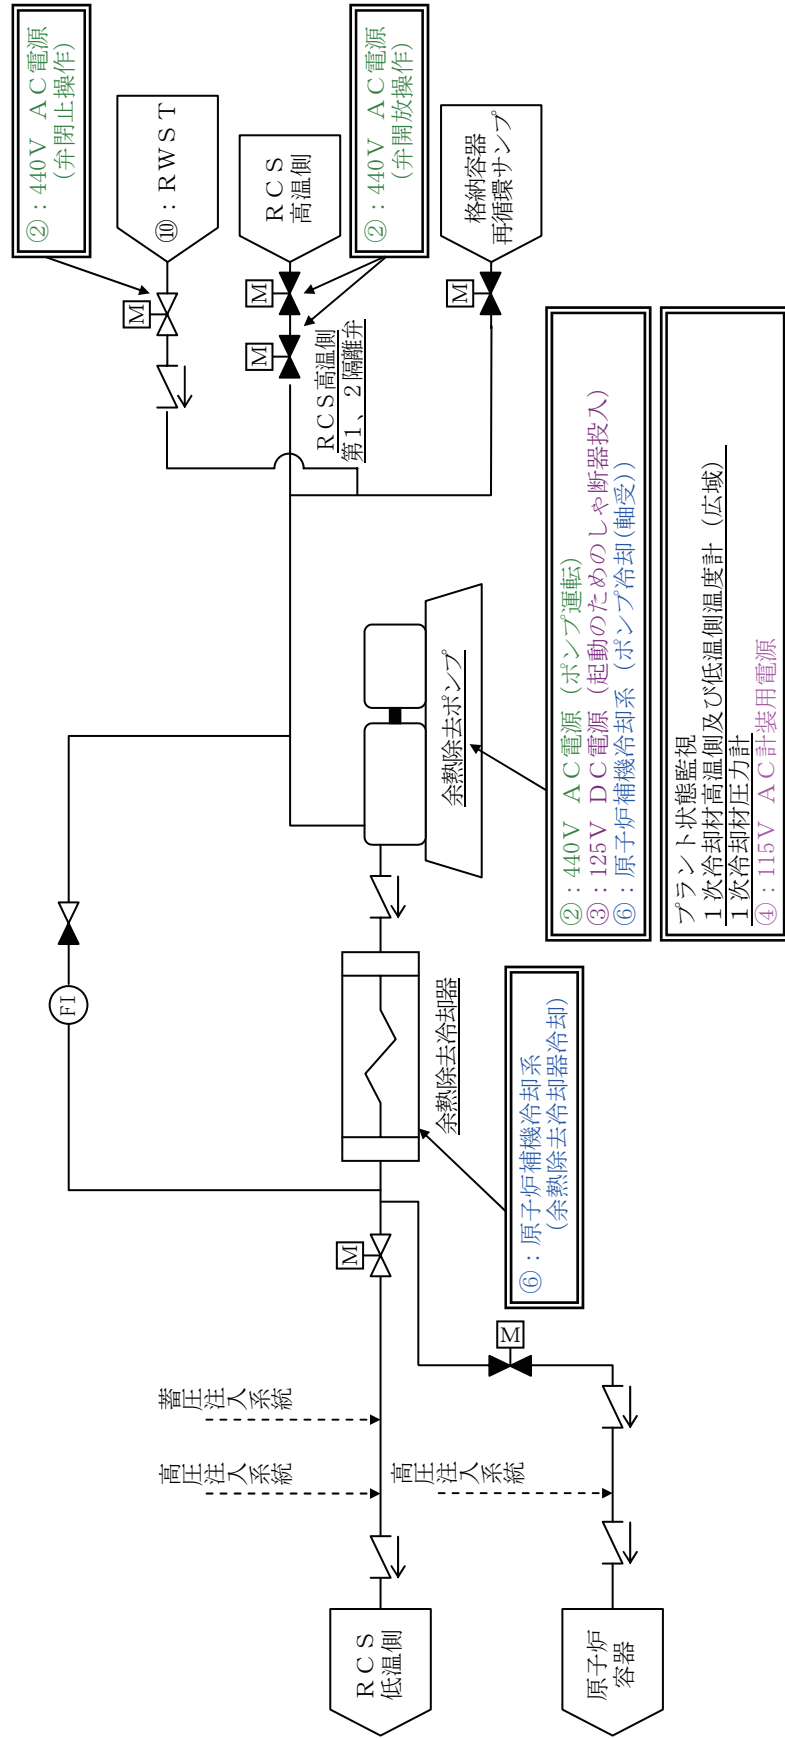 ②：440V AC電源
（弁閉止操作）
⑩：RWST
RCS
高温側
②：440V AC電源
（弁開放操作）
格納容器
再循環サンプ
M
M
M
M
RCS高温側
第1、2隔離弁
FI
余熱除去ポンプ
余熱除去冷却器
②：440V AC電源（ポンプ運転）
③：125V DC電源（起動のためのしゃ断器投入）
⑥：原子炉補機冷却系（ポンプ冷却(軸受))
プラント状態監視
1次冷却材高温側及び低温側温度計（広域）
1次冷却材圧力計
④：115V AC計装用電源
⑥：原子炉補機冷却系
（余熱除去冷却器冷却）
M
M
蓄圧注入系統
高圧注入系統
高圧注入系統
RCS
低温側
原子炉
容器